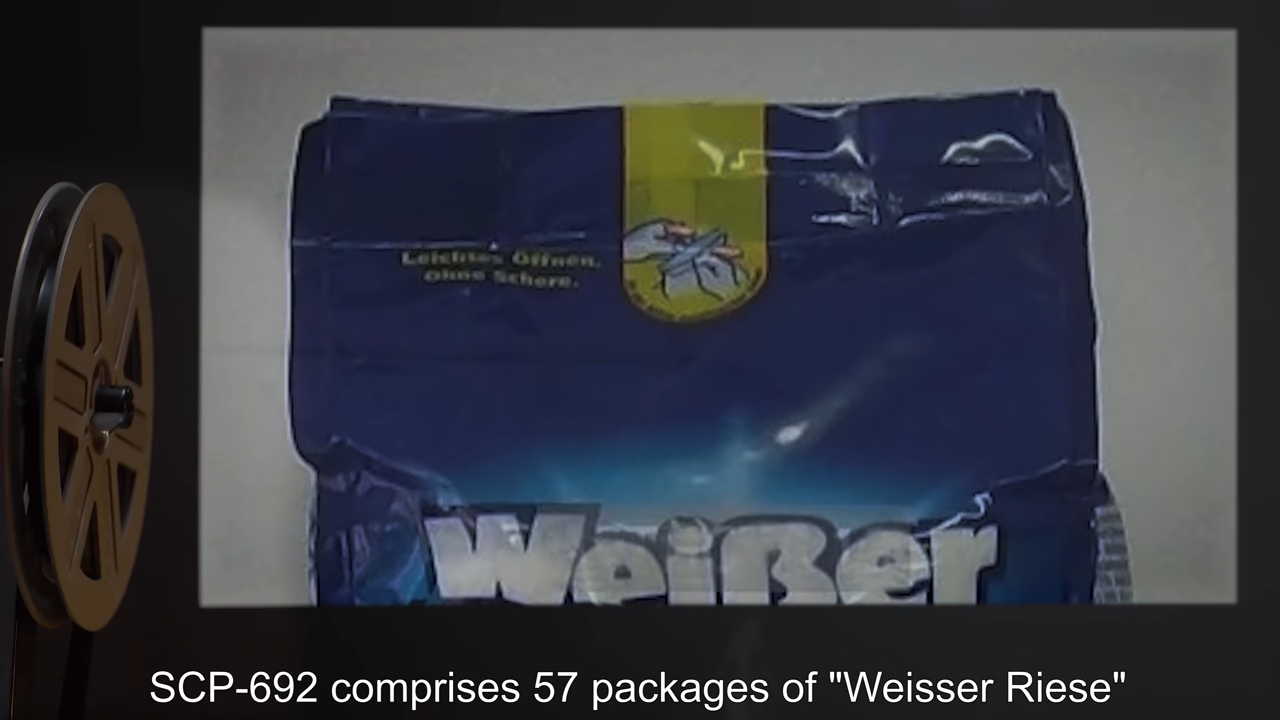 Leichtes Öffnen.
Ohne Schere.
Weißer
SCP-692 comprises 57 packages of "Weisser Riese"